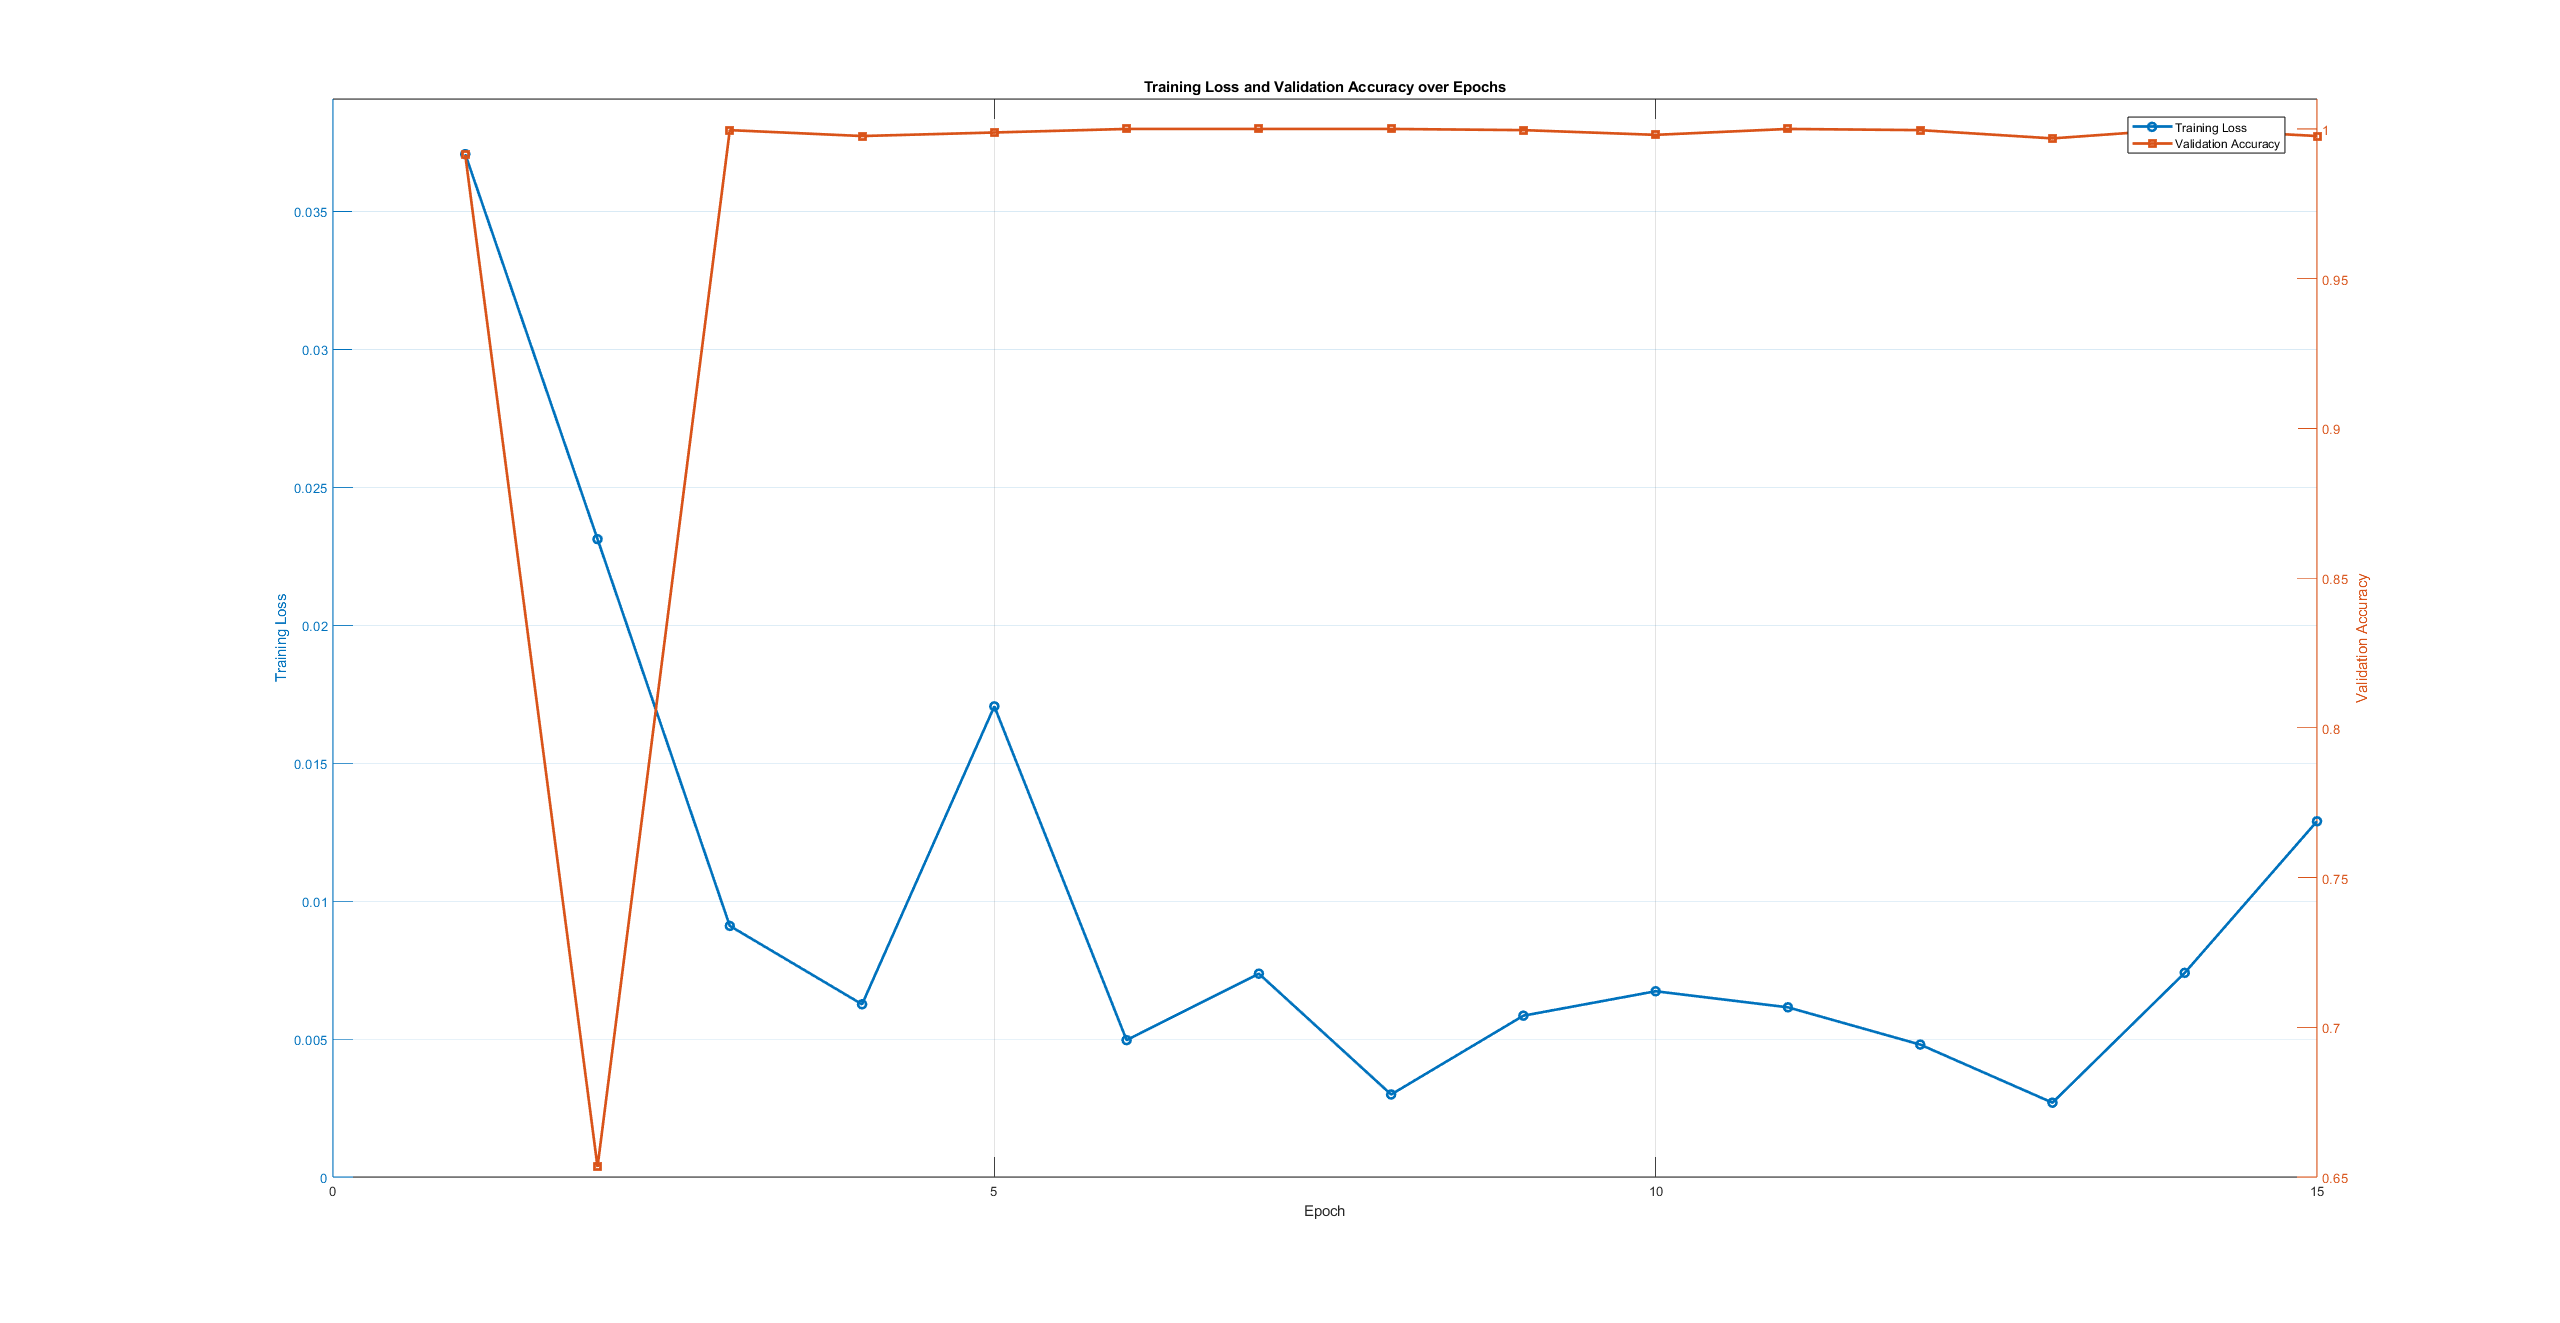 Training Loss and Validation Accuracy over Epochs
Training Loss
Validation Accuracy
0.035
0.03
0.025
0.02
0.015
0.01
0.005
0
Training Loss
1
0.95
0.9
0.85
0.8
0.75
0.7
0.65
Validation Accuracy
0 5 10 15
Epoch